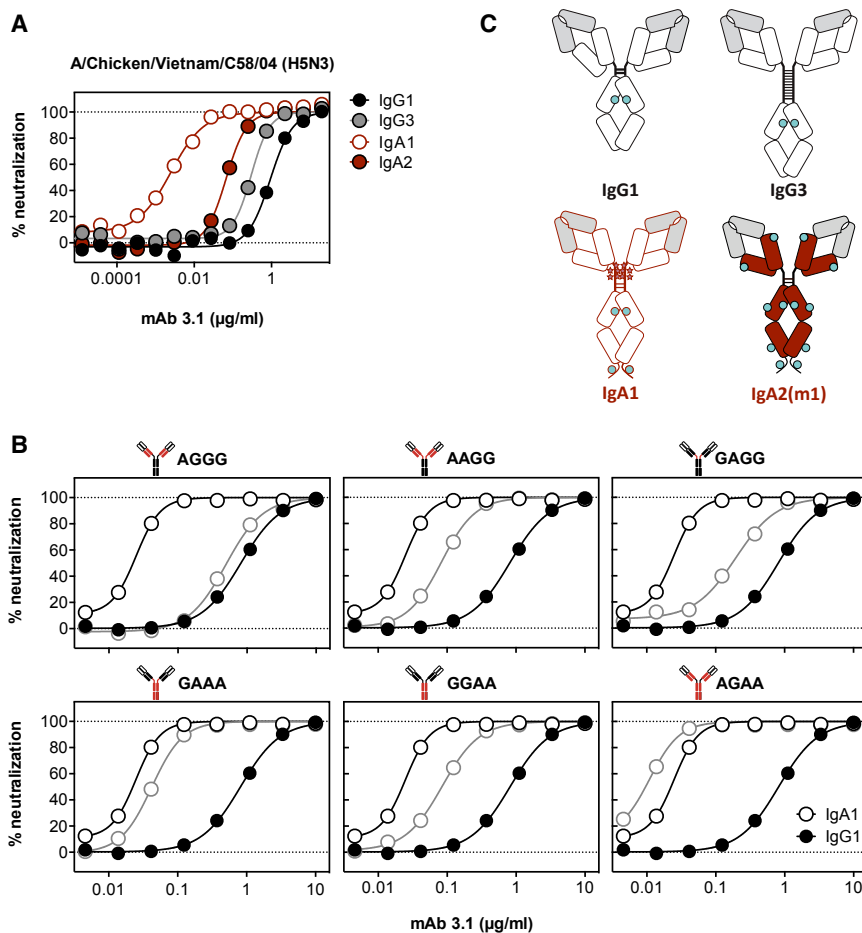 A
A/Chicken/Vietnam/C58/04 (H5N3)
% neutralization
100
80
60
40
20
0
0.0001 0.01 1
mAb 3.1 (µg/ml)
IgG1
IgG3
IgA1
IgA2
C
IgG1 IgG3
IgA1 IgA2(m1)
B
AGGG AAGG GAGG
% neutralization
100
80
60
40
20
0
GAAA GGAA AGAA
% neutralization
100
80
60
40
20
0
IgA1
IgG1
0.01 0.1 1 10 0.01 0.1 1 10 0.01 0.1 1 10
mAb 3.1 (µg/ml)